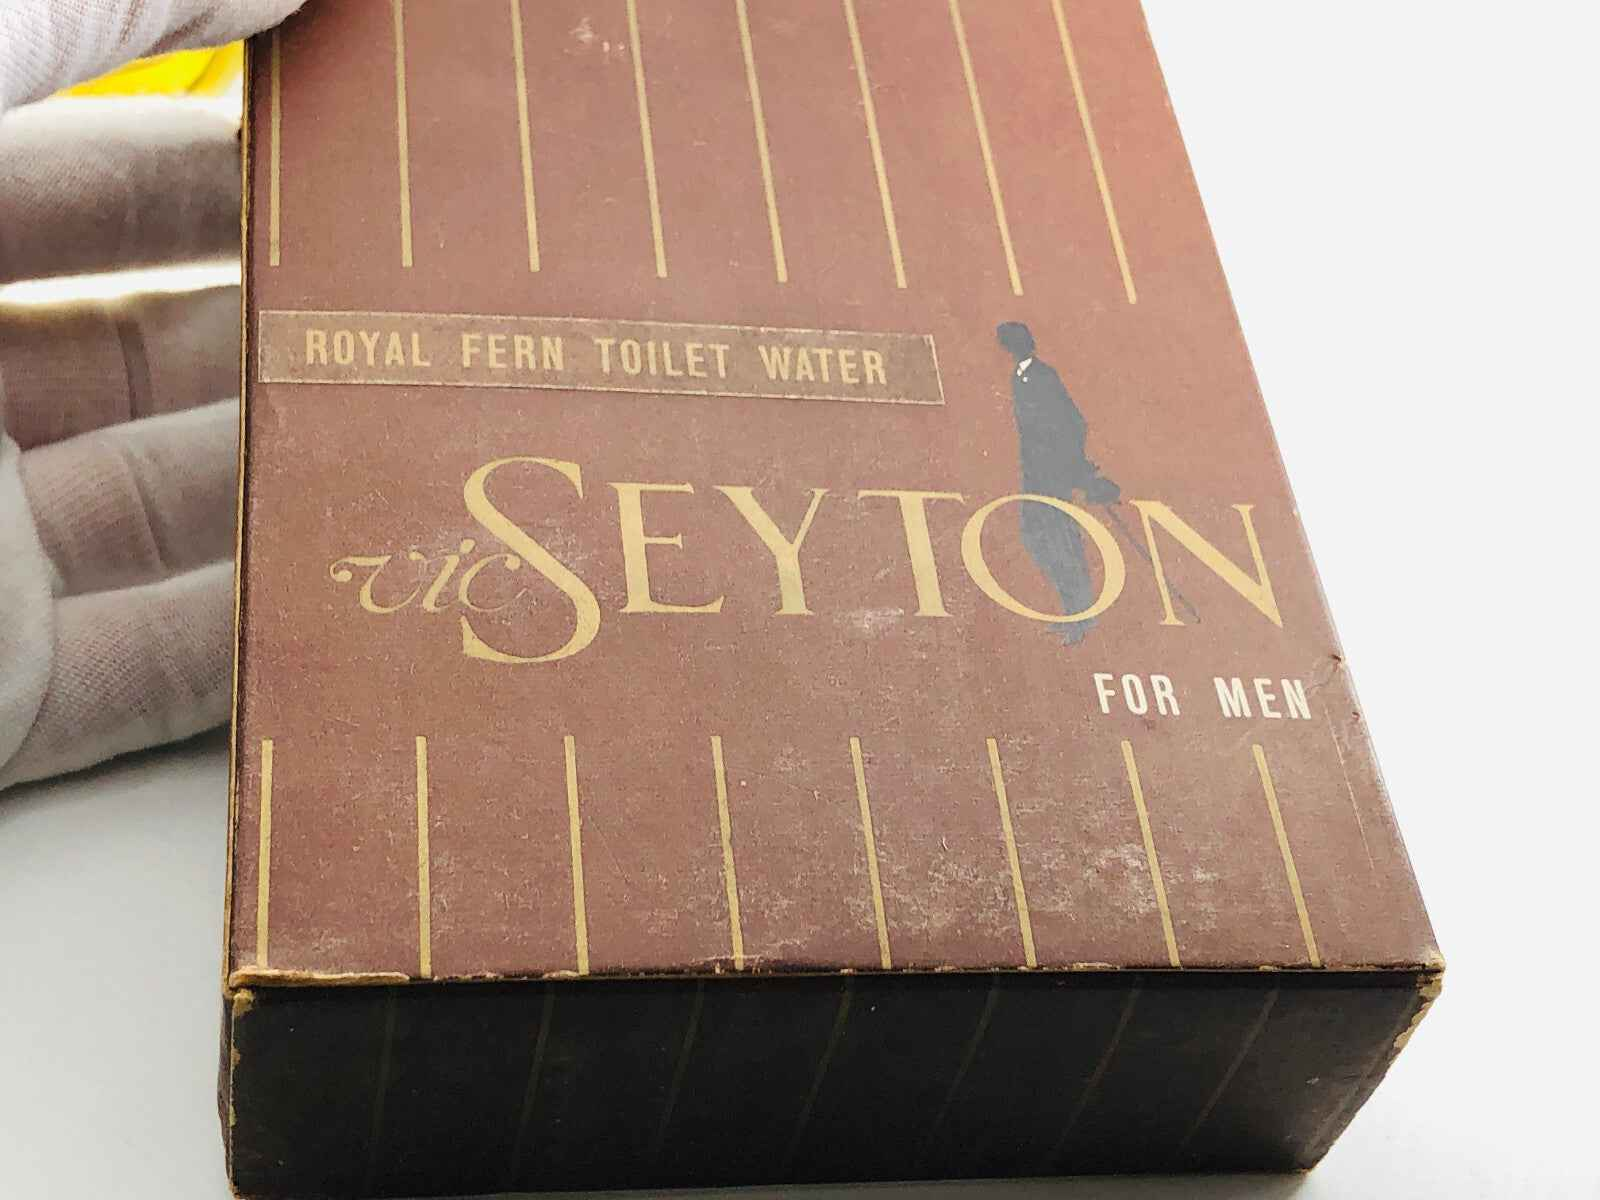 ROYAL FERN TOILET WATER
vic SEYTON
FOR MEN